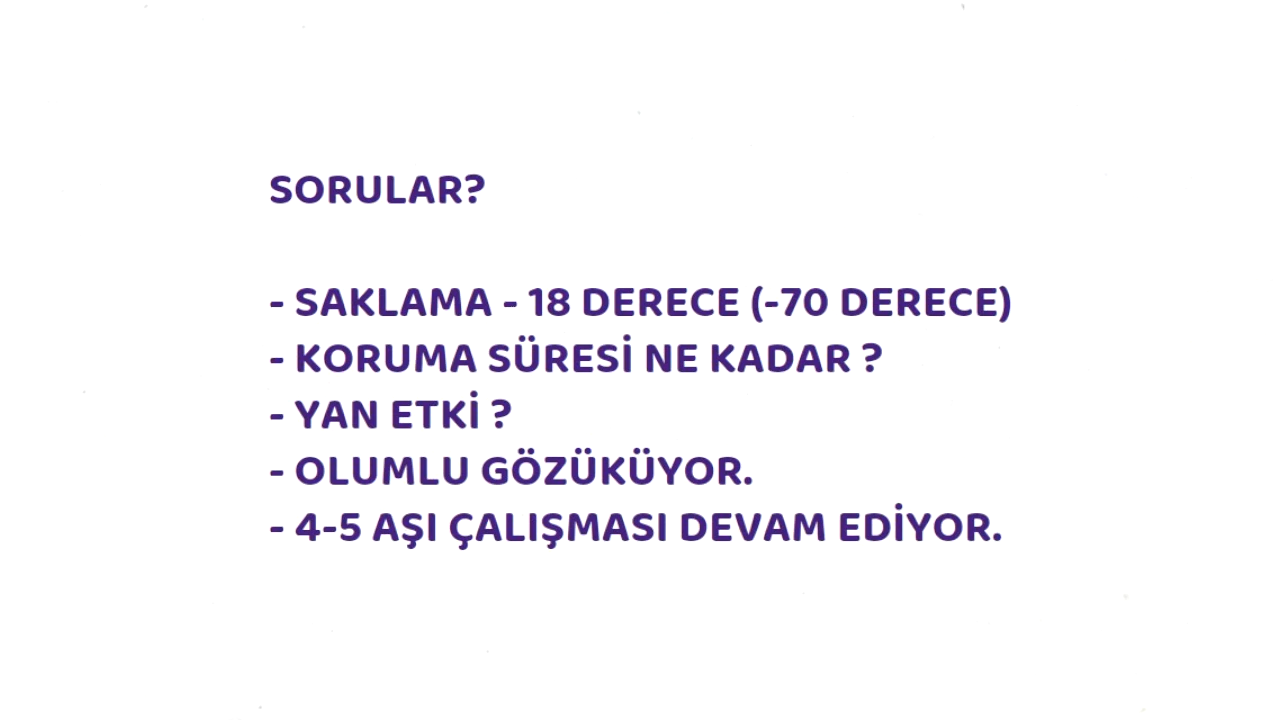 SORULAR?
- SAKLAMA - 18 DERECE (-70 DERECE)
- KORUMA SÜRESİ NE KADAR ?
- YAN ETKİ ?
- OLUMLU GÖZÜKÜYOR.
- 4-5 AŞI ÇALIŞMASI DEVAM EDİYOR.